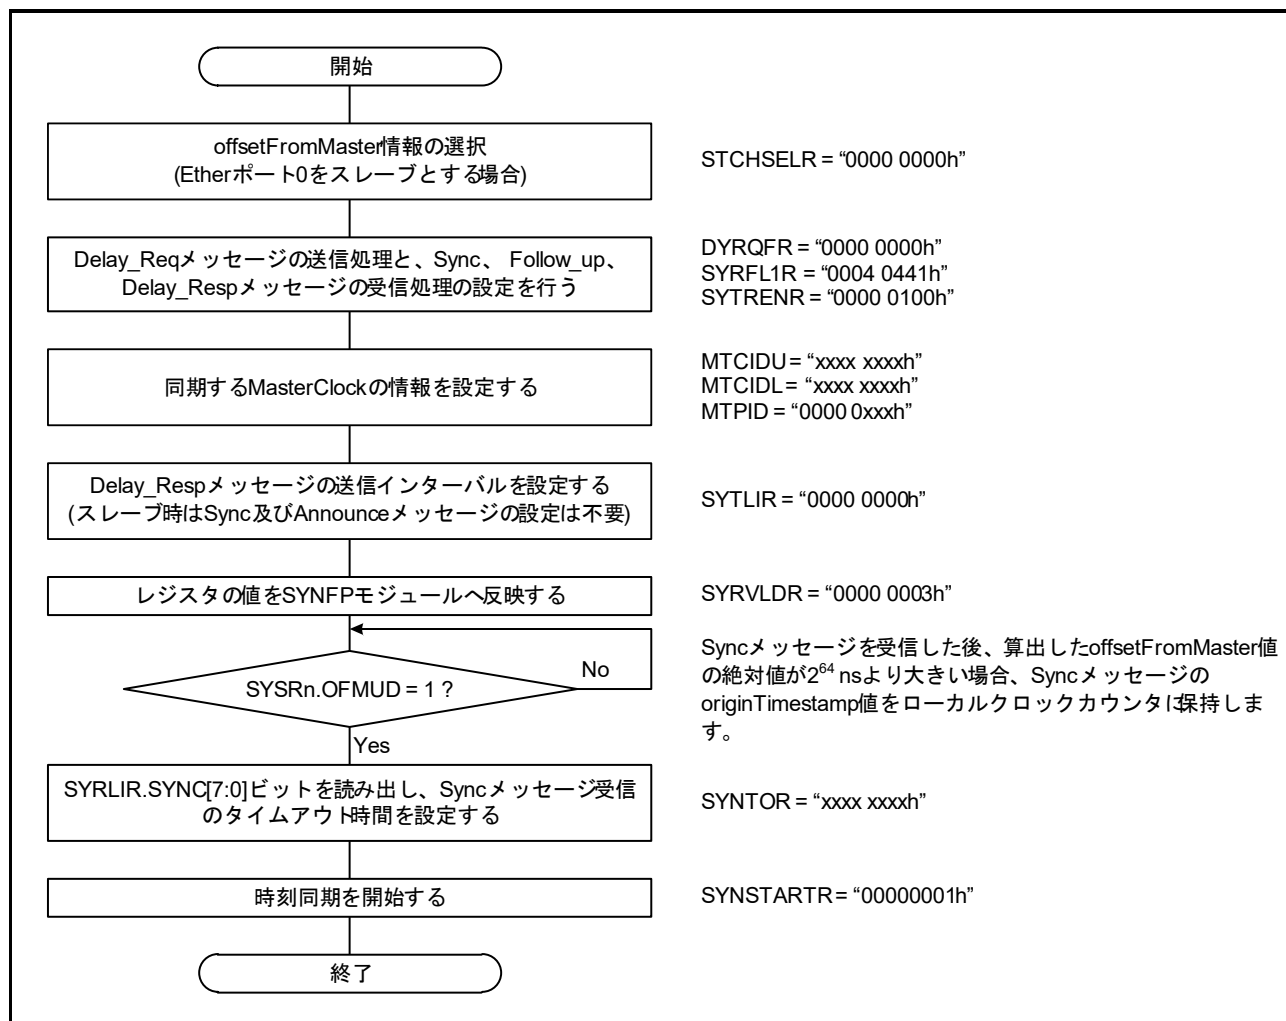 開始
offsetFromMaster情報の選択
(Etherポート0をスレーブとする場合)
STCHSELR = “0000 0000h”
Delay_Reqメッセージの送信処理と、Sync、 Follow_up、
Delay_Respメッセージの受信処理の設定を行う
DYRQFR = “0000 0000h”
SYRFL1R = “0004 0441h”
SYTRENR = “0000 0100h”
同期するMasterClockの情報を設定する
MTCIDU = “xxxx xxxxh”
MTCIDL = “xxxx xxxxh”
MTPID = “0000 0xxxh”
Delay_Respメッセージの送信インターバルを設定する
(スレーブ時はSync及びAnnounceメッセージの設定は不要)
SYTLIR = “0000 0000h”
レジスタの値をSYNFPモジュールへ反映する
SYRVLDR = “0000 0003h”
SYSRn.OFMUD = 1 ?
No
Yes
Syncメッセージを受信した後、算出したoffsetFromMaster値
の絶対値が2^64 nsより大きい場合、Syncメッセージの
originTimestamp値をローカルクロックカウンタに保持しま
す。
SYRLIR.SYNC[7:0]ビットを読み出し、Syncメッセージ受信
のタイムアウト時間を設定する
SYNTOR = “xxxx xxxxh”
時刻同期を開始する
SYNSTARTR = “00000001h”
終了